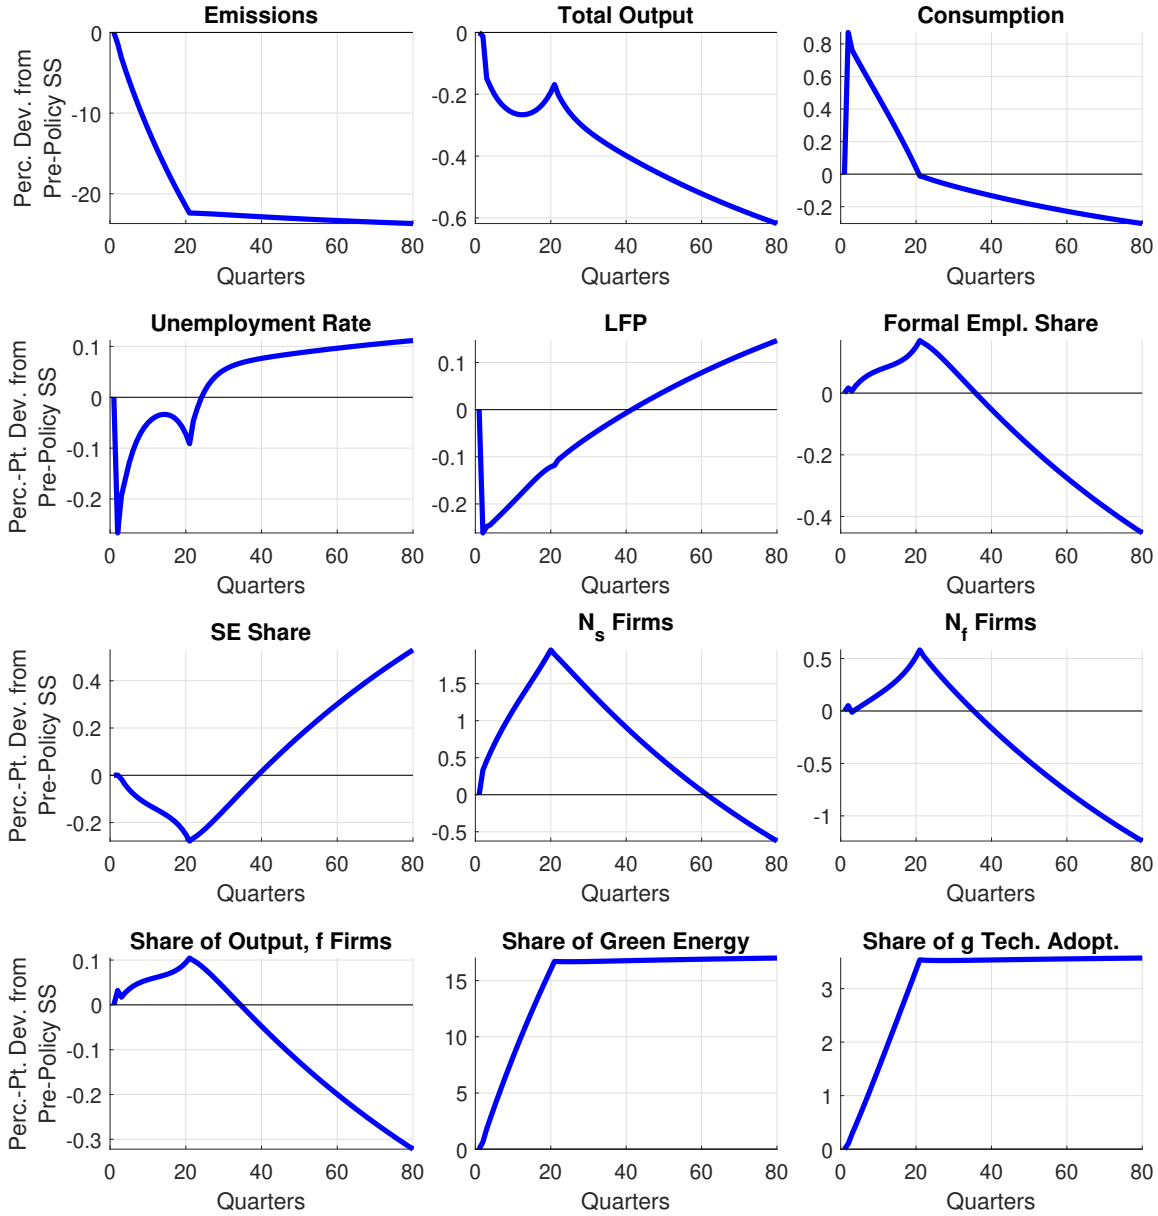 Emissions
Perc. Dev. from
Pre-Policy SS
0
-10
-20
0 20 40 60 80
Quarters
Total Output
0
-0.2
-0.4
-0.6
0 20 40 60 80
Quarters
Consumption
0.8
0.6
0.4
0.2
0
-0.2
0 20 40 60 80
Quarters
Unemployment Rate
Perc.-Pt. Dev. from
Pre-Policy SS
0.1
0
-0.1
-0.2
0 20 40 60 80
Quarters
LFP
0.1
0
-0.1
-0.2
0 20 40 60 80
Quarters
Formal Empl. Share
0
-0.2
-0.4
0 20 40 60 80
Quarters
SE Share
Perc.-Pt. Dev. from
Pre-Policy SS
0.4
0.2
0
-0.2
0 20 40 60 80
Quarters
N_s Firms
1.5
1
0.5
0
-0.5
0 20 40 60 80
Quarters
N_f Firms
0.5
0
-0.5
-1
0 20 40 60 80
Quarters
Share of Output, f Firms
Perc.-Pt. Dev. from
Pre-Policy SS
0.1
0
-0.1
-0.2
-0.3
0 20 40 60 80
Quarters
Share of Green Energy
15
10
5
0
0 20 40 60 80
Quarters
Share of g Tech. Adopt.
3
2
1
0
0 20 40 60 80
Quarters